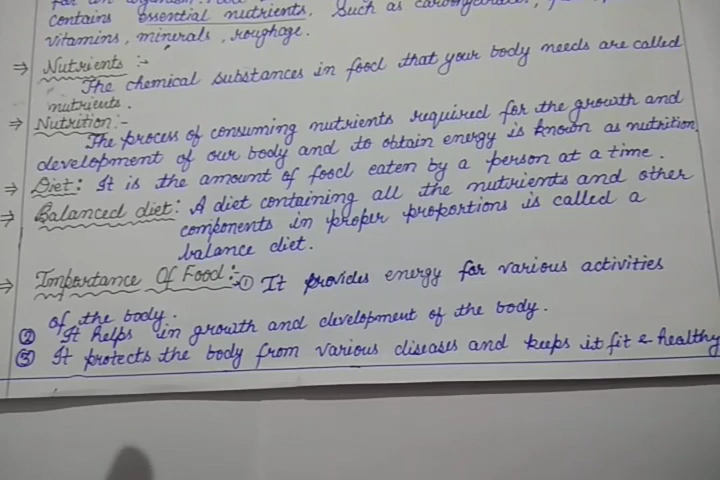 contains essential nutrients. Such as
vitamins, minerals, roughage.
⇒ Nutrients :-
The chemical substances in food that your body needs are called
nutrients.
⇒ Nutrition:-
The process of consuming nutrients required for the growth and
development of our body and to obtain energy is known as nutrition.
⇒ Diet: It is the amount of food eaten by a person at a time.
⇒ Balanced diet: A diet containing all the nutrients and other
components in proper proportions is called a
balance diet.
⇒ Importance Of Food:→① It provides energy for various activities
of the body.
② It helps in growth and development of the body.
③ It protects the body from various diseases and keeps it fit & healthy